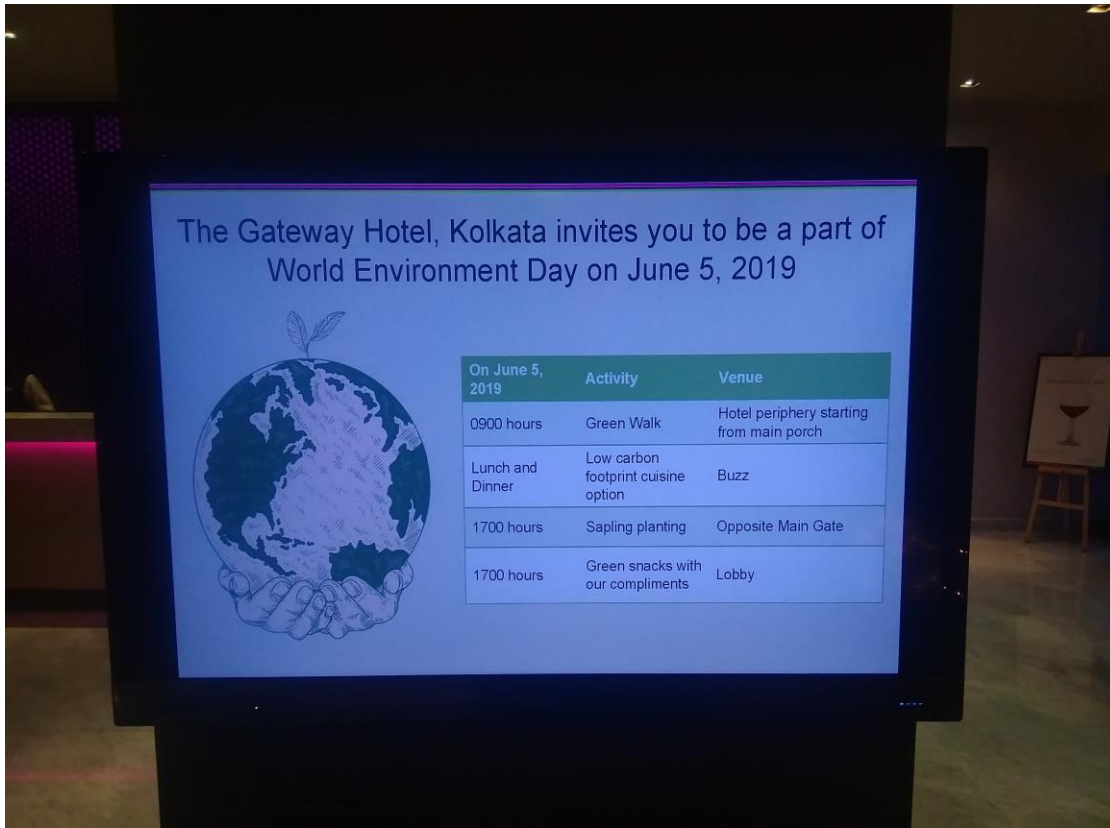 The Gateway Hotel, Kolkata invites you to be a part of
World Environment Day on June 5, 2019
On June 5,
2019
Activity
Venue
0900 hours
Green Walk
Hotel periphery starting
from main porch
Lunch and
Dinner
Low carbon
footprint cuisine
option
Buzz
1700 hours
Sapling planting
Opposite Main Gate
1700 hours
Green snacks with
our compliments
Lobby